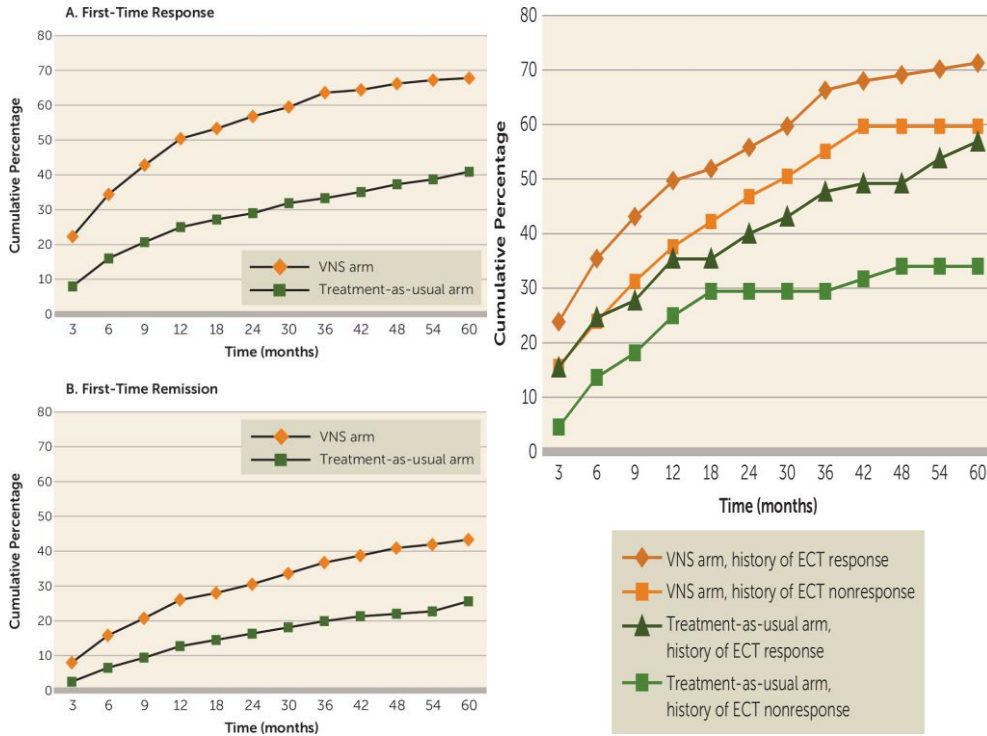 A. First-Time Response
80
70
60
50
40
30
20
10
0
Cumulative Percentage
VNS arm
Treatment-as-usual arm
3 6 9 12 18 24 30 36 42 48 54 60
Time (months)
B. First-Time Remission
80
70
60
50
40
30
20
10
0
Cumulative Percentage
VNS arm
Treatment-as-usual arm
3 6 9 12 18 24 30 36 42 48 54 60
Time (months)
80
70
60
50
40
30
20
10
0
Cumulative Percentage
3 6 9 12 18 24 30 36 42 48 54 60
Time (months)
VNS arm, history of ECT response
VNS arm, history of ECT nonresponse
Treatment-as-usual arm,
history of ECT response
Treatment-as-usual arm,
history of ECT nonresponse